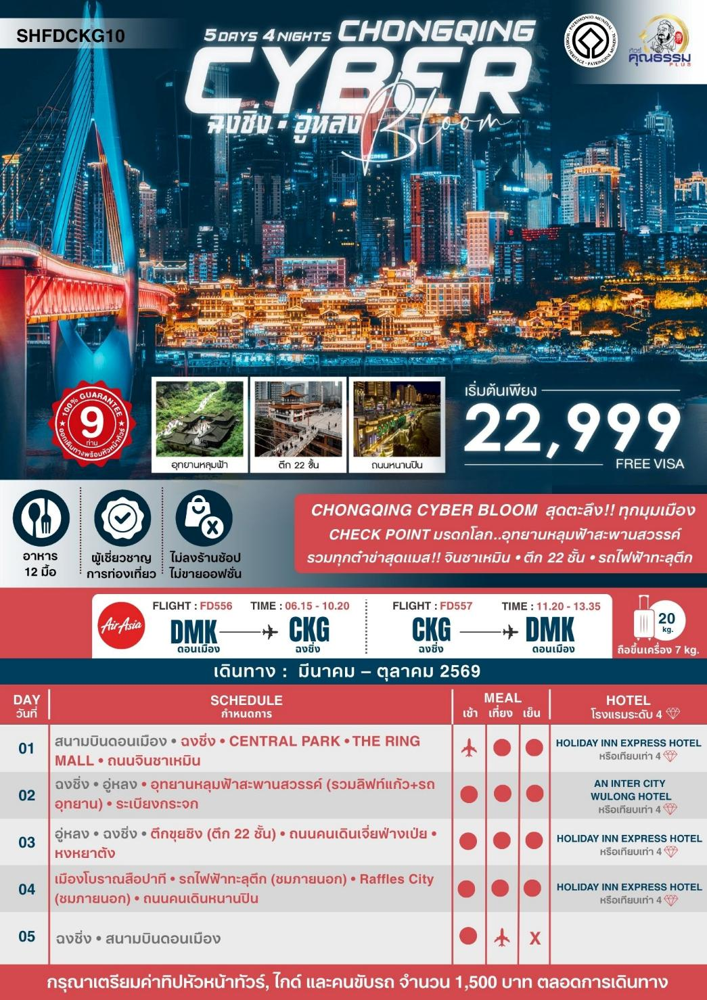 SHFDCKG10
5 DAYS 4 NIGHTS CHONGQING
CYBER
Bloom
ฉงชิ่ง • อู่หลง
PATRIMONIO MUNDIAL • WORLD HERITAGE • PATRIMOINE MONDIAL
ทัวร์
คุณธรรม
PLUS
100% GUARANTEE
9
ท่าน
ออกเดินทางพร้อมหัวหน้าทัวร์
อุทยานหลุมฟ้า
ตึก 22 ชั้น
ถนนหนานปิน
เริ่มต้นเพียง
22,999
FREE VISA
อาหาร
12 มื้อ
ผู้เชี่ยวชาญ
การท่องเที่ยว
ไม่ลงร้านช้อป
ไม่ขายออฟชั่น
CHONGQING CYBER BLOOM สุดตะลึง!! ทุกมุมเมือง
CHECK POINT มรดกโลก..อุทยานหลุมฟ้าสะพานสวรรค์
รวมทุกตำข่าสุดแมส!! จินซาเหมิน • ตึก 22 ชั้น • รถไฟฟ้าทะลุตึก
AirAsia
FLIGHT : FD556 TIME : 06.15 - 10.20
DMK CKG
ดอนเมือง ฉงชิ่ง
FLIGHT : FD557 TIME : 11.20 - 13.35
CKG DMK
ฉงชิ่ง ดอนเมือง
20
kg.
ถือขึ้นเครื่อง 7 kg.
เดินทาง : มีนาคม – ตุลาคม 2569
DAY
วันที่
SCHEDULE
กำหนดการ
MEAL
เช้า เที่ยง เย็น
HOTEL
โรงแรมระดับ 4
01
สนามบินดอนเมือง • ฉงชิ่ง • CENTRAL PARK • THE RING
MALL • ถนนจินซาเหมิน
HOLIDAY INN EXPRESS HOTEL
หรือเทียบเท่า 4
02
ฉงชิ่ง • อู่หลง • อุทยานหลุมฟ้าสะพานสวรรค์ (รวมลิฟท์แก้ว+รถ
อุทยาน) • ระเบียงกระจก
AN INTER CITY
WULONG HOTEL
หรือเทียบเท่า 4
03
อู่หลง • ฉงชิ่ง • ตึกขุยชิง (ตึก 22 ชั้น) • ถนนคนเดินเจี่ยฟ่างเป่ย •
หงหยาต้ง
HOLIDAY INN EXPRESS HOTEL
หรือเทียบเท่า 4
04
เมืองโบราณสือปาที • รถไฟฟ้าทะลุตึก (ชมภายนอก) • Raffles City
(ชมภายนอก) • ถนนคนเดินหนานปิน
HOLIDAY INN EXPRESS HOTEL
หรือเทียบเท่า 4
05
ฉงชิ่ง • สนามบินดอนเมือง
X
กรุณาเตรียมค่าทิปหัวหน้าทัวร์, ไกด์ และคนขับรถ จำนวน 1,500 บาท ตลอดการเดินทาง